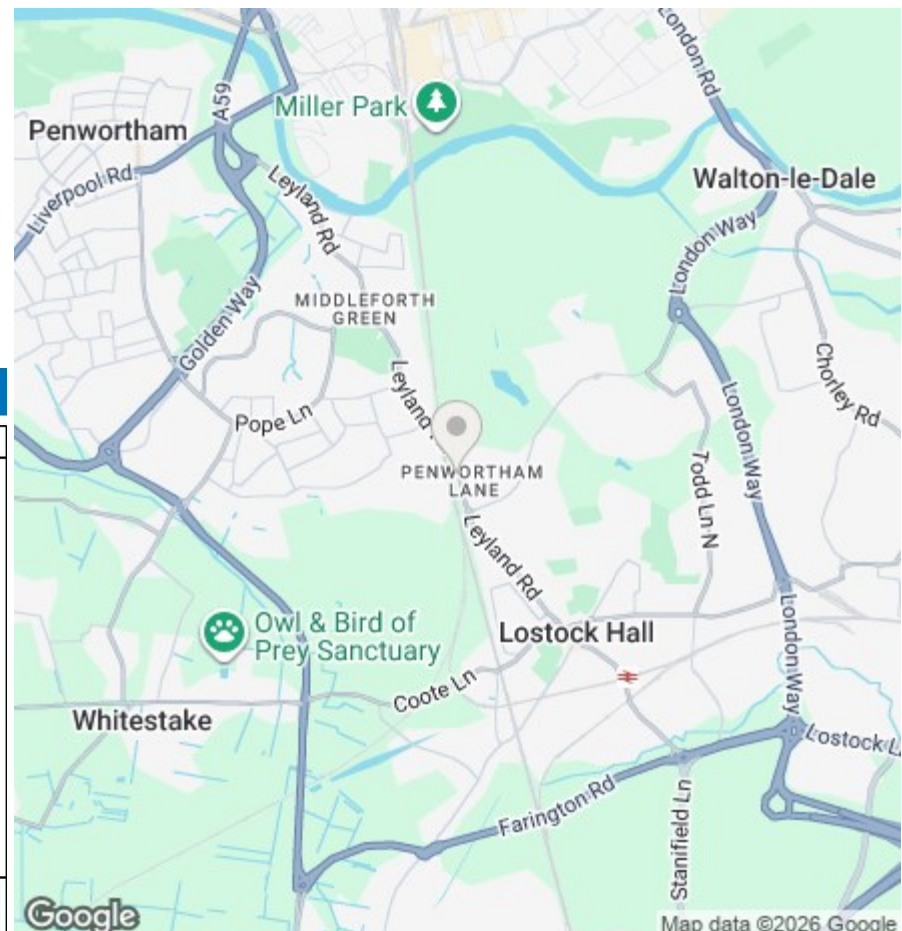 London Rd
A59
Miller Park
Penwortham
Liverpool Rd
Leyland Rd
Walton-le-Dale
London Way
MIDDLEFORTH
GREEN
Golden Way
Leyland
Chorley Rd
Pope Ln
London Way
PENWORTHAM
LANE
Todd Ln N
Leyland Rd
Owl & Bird of
Prey Sanctuary
Lostock Hall
London Way
Coote Ln
Whitestake
Lostock L
Farington Rd
Stanifield Ln
Google
Map data ©2026 Google